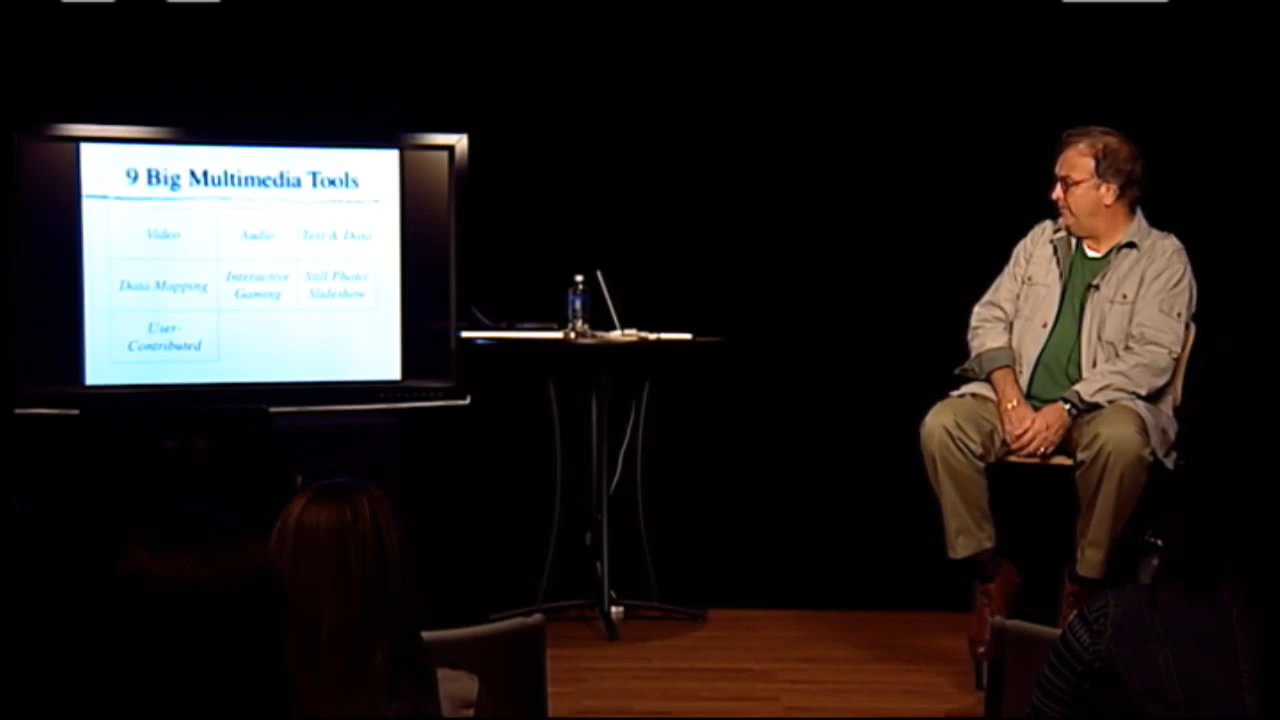 9 Big Multimedia Tools
Video Audio Text & Data
Data Mapping Interactive Gaming Still Photo Slideshow
User-
Contributed